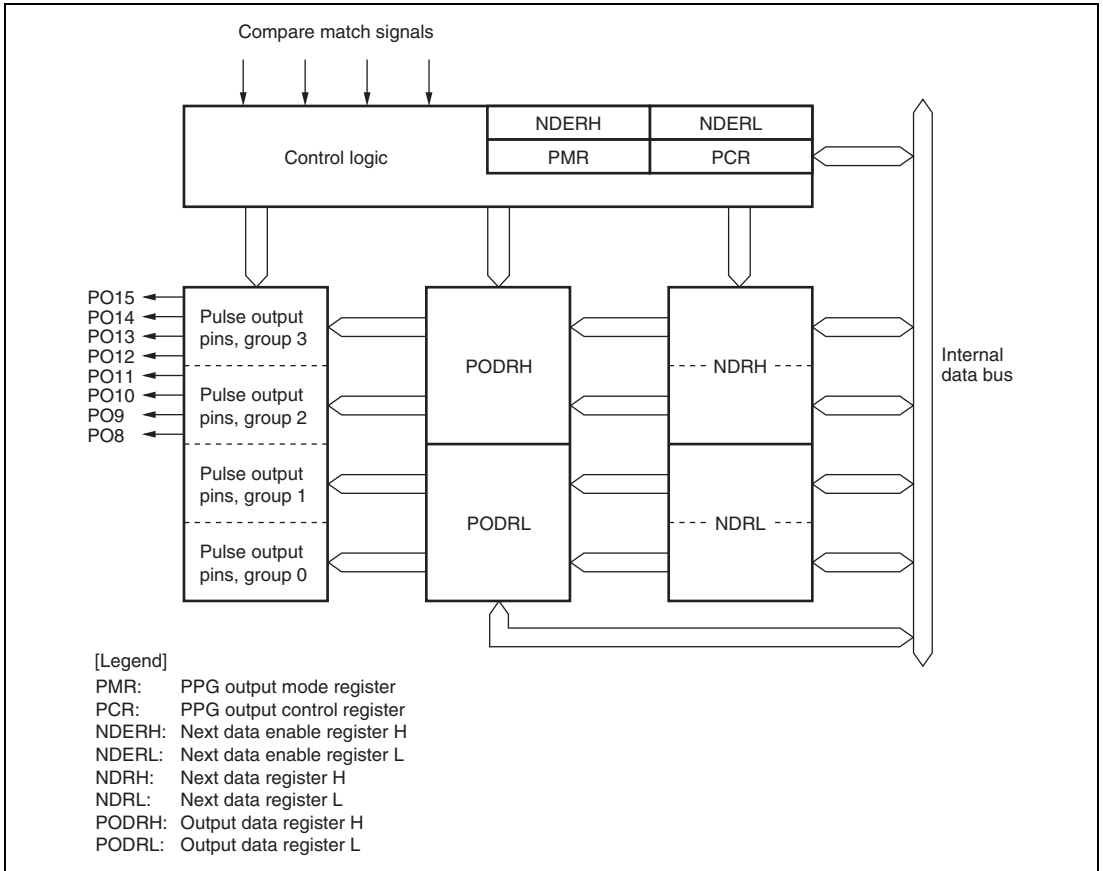 Compare match signals
NDERH
NDERL
Control logic
PMR
PCR
PO15
PO14
PO13
PO12
PO11
PO10
PO9
PO8
Pulse output
pins, group 3
Pulse output
pins, group 2
Pulse output
pins, group 1
Pulse output
pins, group 0
PODRH
PODRL
NDRH
NDRL
Internal
data bus
[Legend]
PMR: PPG output mode register
PCR: PPG output control register
NDERH: Next data enable register H
NDERL: Next data enable register L
NDRH: Next data register H
NDRL: Next data register L
PODRH: Output data register H
PODRL: Output data register L